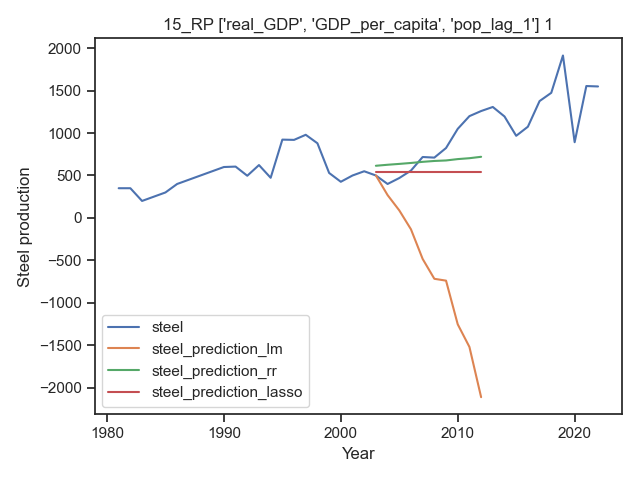 15_RP ['real_GDP', 'GDP_per_capita', 'pop_lag_1'] 1
2000
1500
1000
500
0
−500
−1000
−1500
−2000
Steel production
steel
steel_prediction_lm
steel_prediction_rr
steel_prediction_lasso
1980 1990 2000 2010 2020
Year